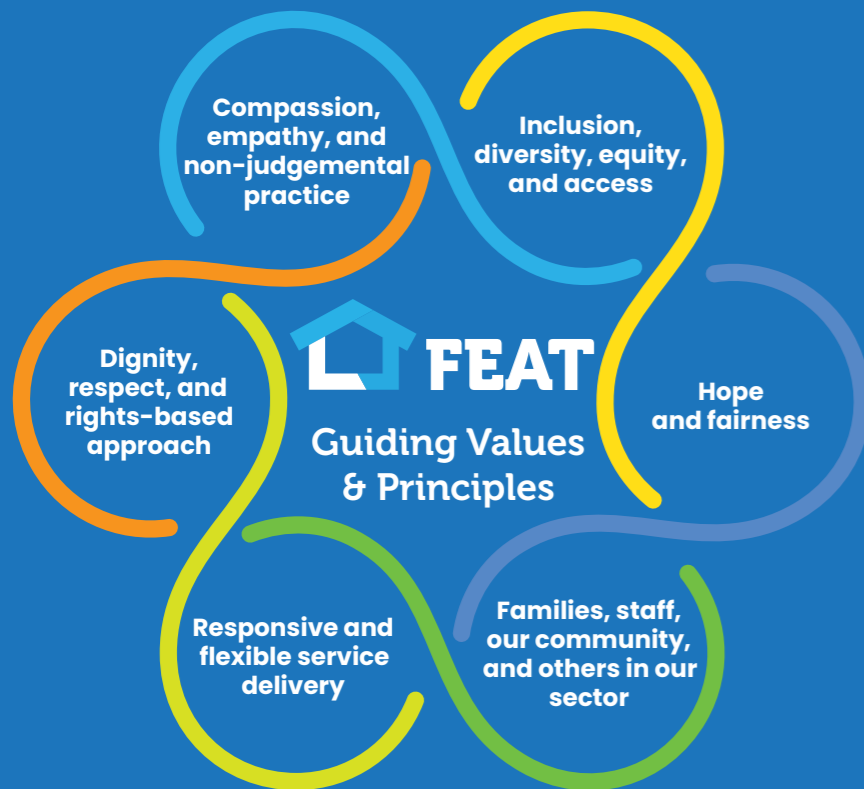 Compassion,
empathy, and
non-judgemental
practice
Inclusion,
diversity, equity,
and access
Dignity,
respect, and
rights-based
approach
FEAT
Guiding Values
& Principles
Hope
and fairness
Responsive and
flexible service
delivery
Families, staff,
our community,
and others in our
sector